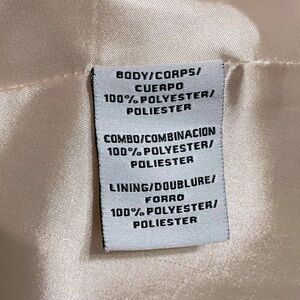 BODY/CORPS/
CUERPO
100% POLYESTER/
POLIESTER
COMBO/COMBINACION
100% POLYESTER/
POLIESTER
LINING/DOUBLURE/
FORRO
100% POLYESTER/
POLIESTER